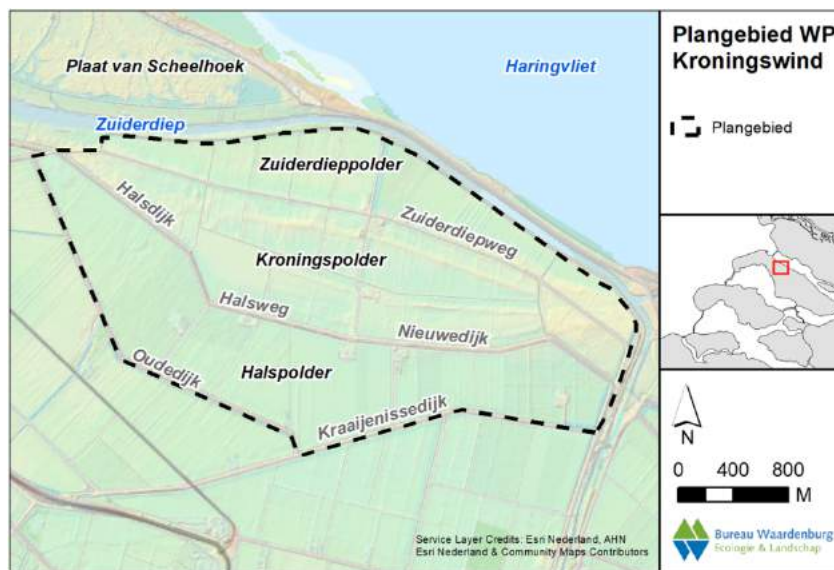 Plaat van Scheelhoek
Haringvliet
Zuiderdiep
Zuiderdieppolder
Halsdijk
Zuiderdiepweg
Kroningspolder
Halsweg
Nieuwedijk
Oudedijk
Halspolder
Kraaijenissedijk
Service Layer Credits: Esri Nederland, AHN
Esri Nederland & Community Maps Contributors
Plangebied WP
Kroningswind
Plangebied
N
0 400 800
M
Bureau Waardenburg
Ecologie & Landschap